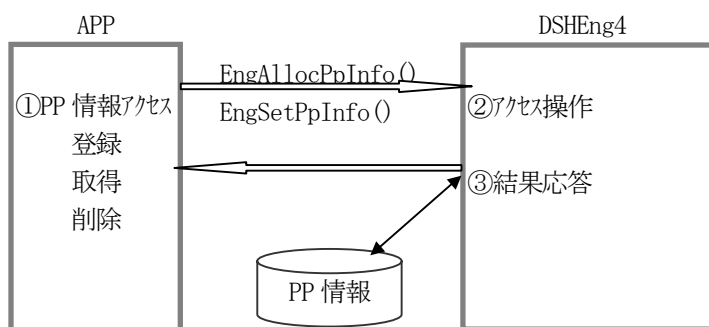 APP
DSHEng4
EngAllocPpInfo()
①PP 情報アクセス
EngSetPpInfo()
②アクセス操作
登録
取得
③結果応答
削除
PP 情報